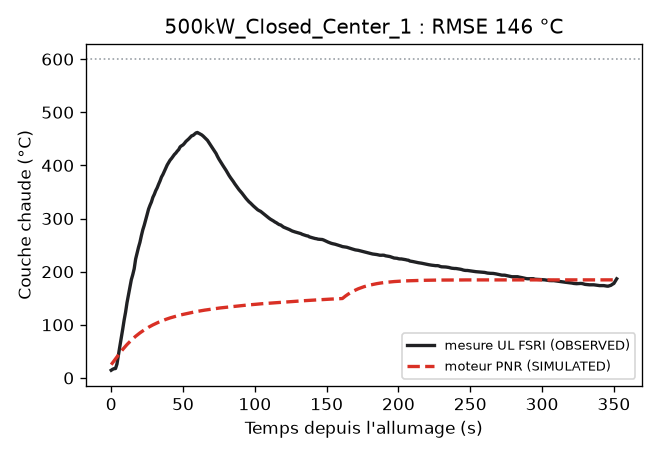 500kW_Closed_Center_1 : RMSE 146 °C
Couche chaude (°C)
600
500
400
300
200
100
0
mesure UL FSRI (OBSERVED)
moteur PNR (SIMULATED)
0 50 100 150 200 250 300 350
Temps depuis l'allumage (s)